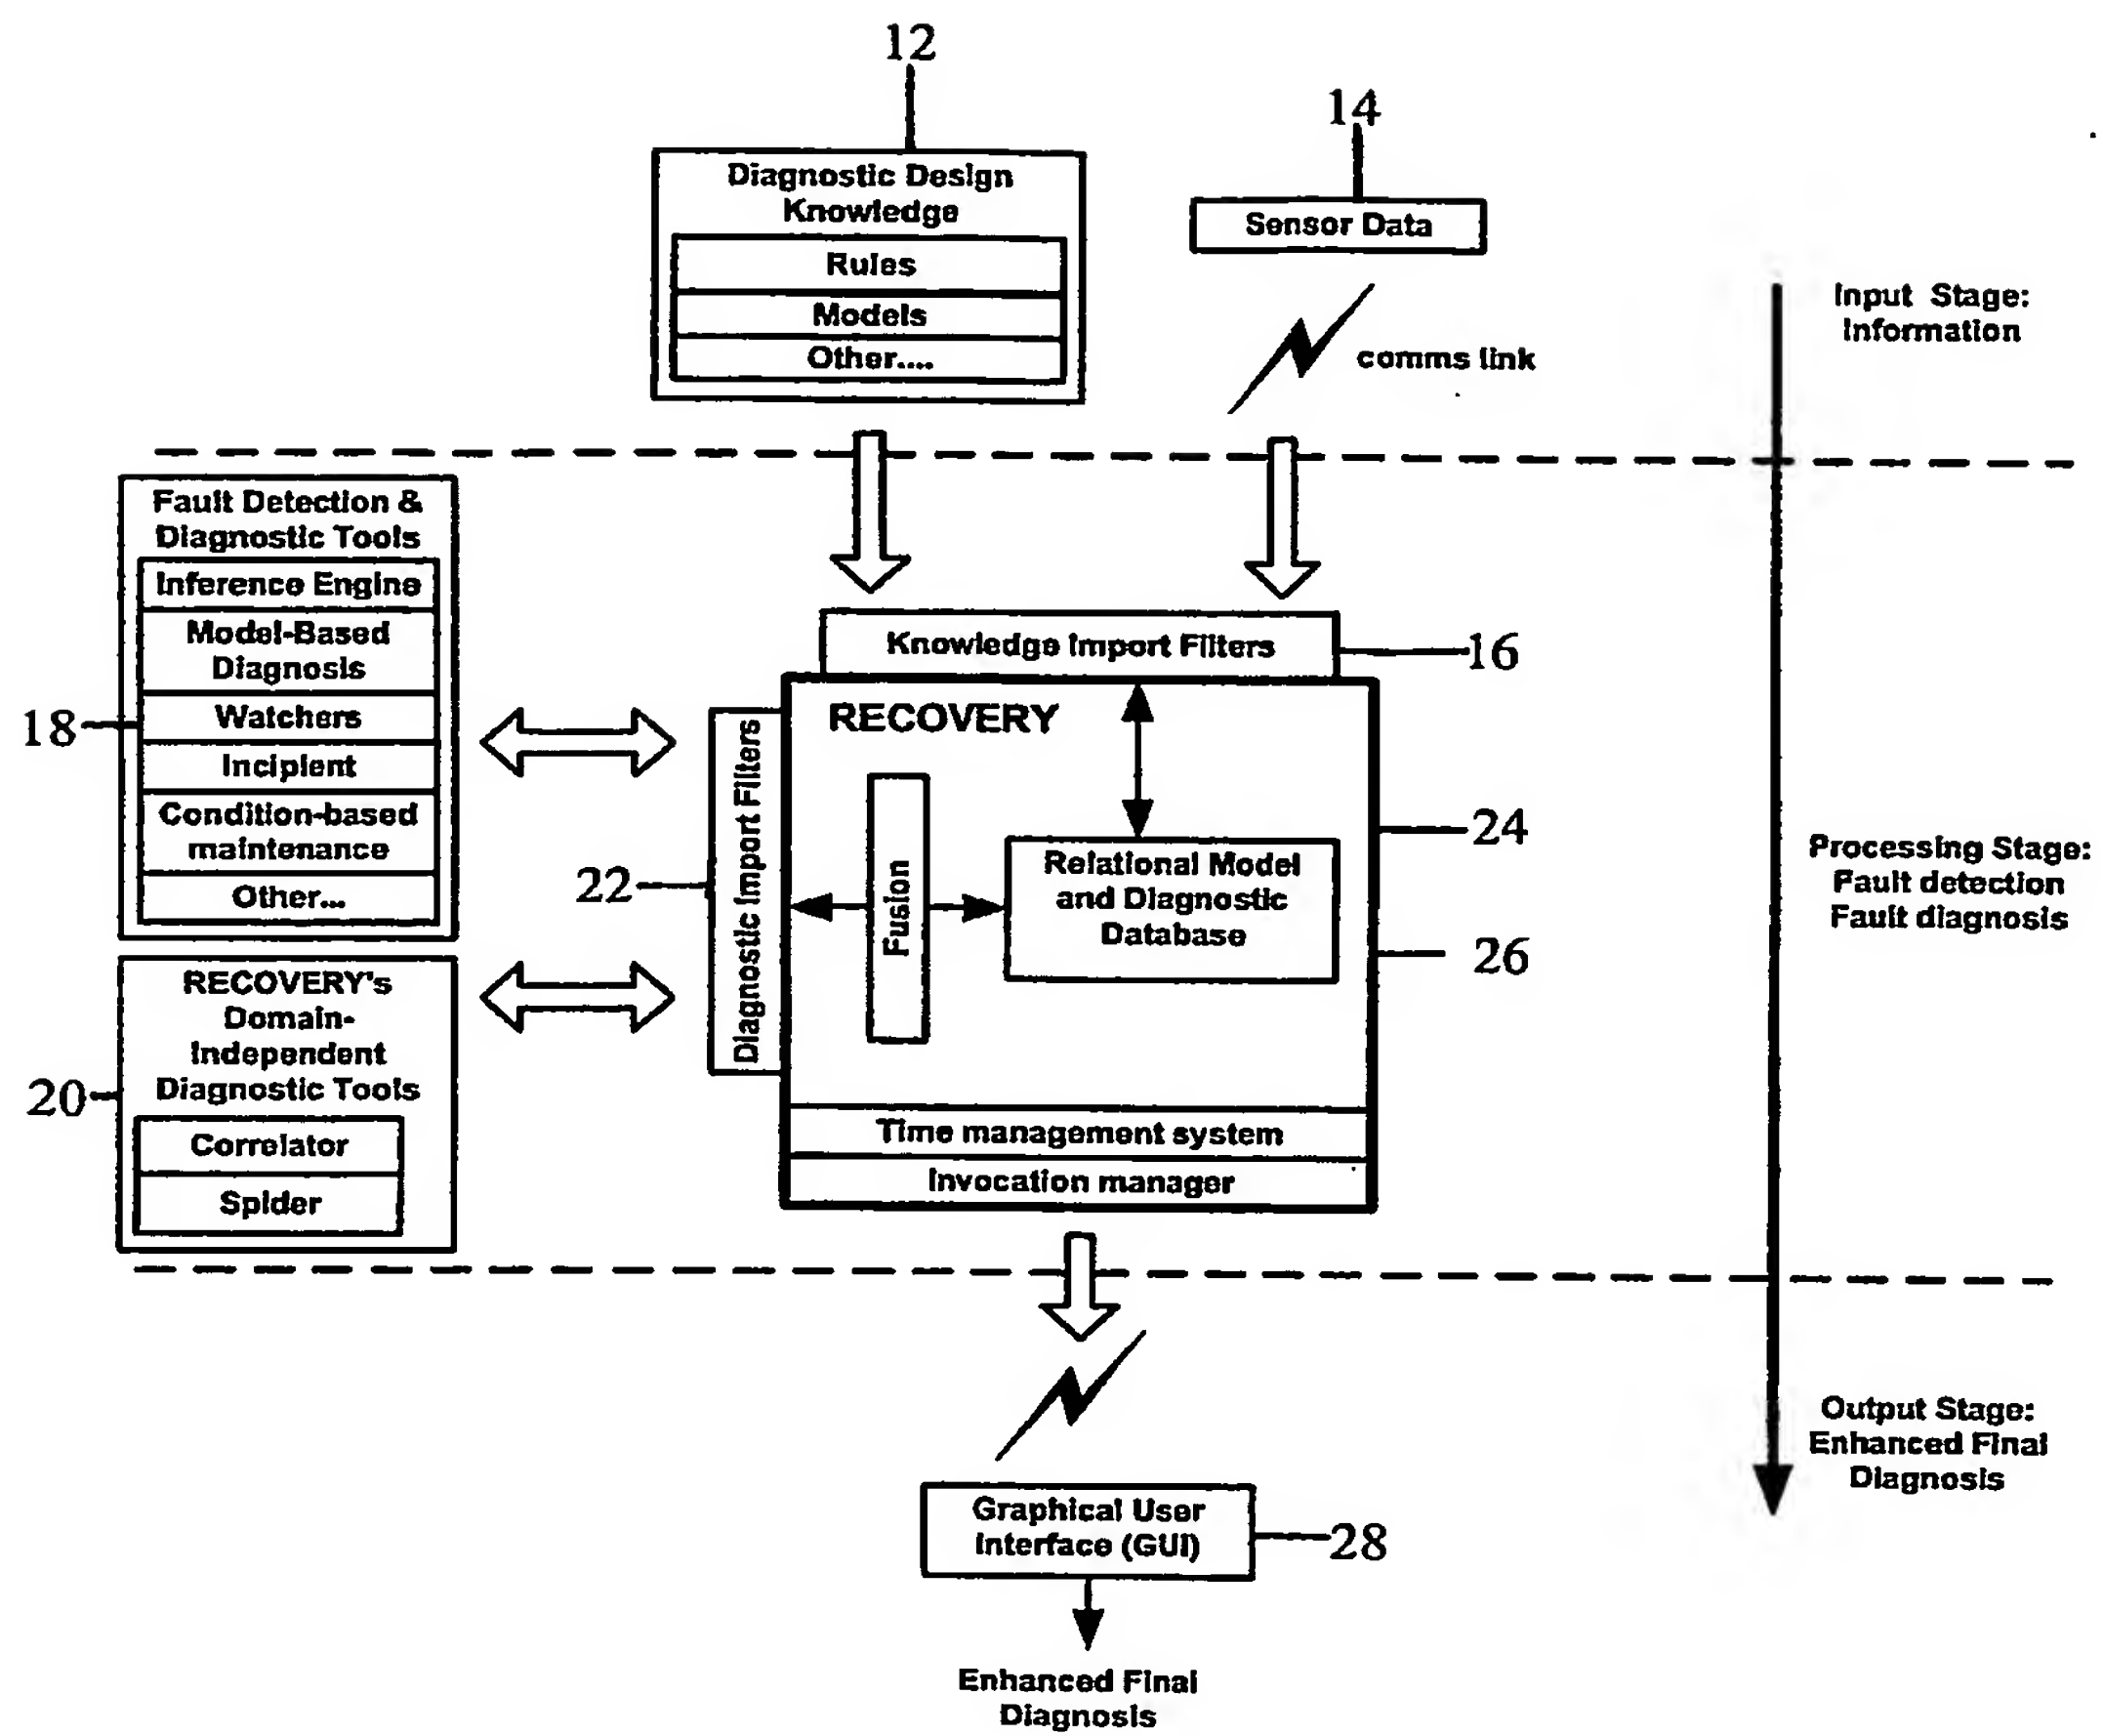 12
14
Diagnostic Design
Knowledge
Rules
Models
Other....
Sensor Data
comms link
Input Stage:
Information
Fault Detection &
Diagnostic Tools
Inference Engine
Model-Based
Diagnosis
Watchers
Incipient
Condition-based
maintenance
Other...
18
RECOVERY's
Domain-
Independent
Diagnostic Tools
Correlator
Spider
20
Knowledge Import Filters
16
Diagnostic Import Filters
22
RECOVERY
Fusion
Relational Model
and Diagnostic
Database
24
26
Time management system
Invocation manager
Processing Stage:
Fault detection
Fault diagnosis
Graphical User
Interface (GUI)
28
Enhanced Final
Diagnosis
Output Stage:
Enhanced Final
Diagnosis